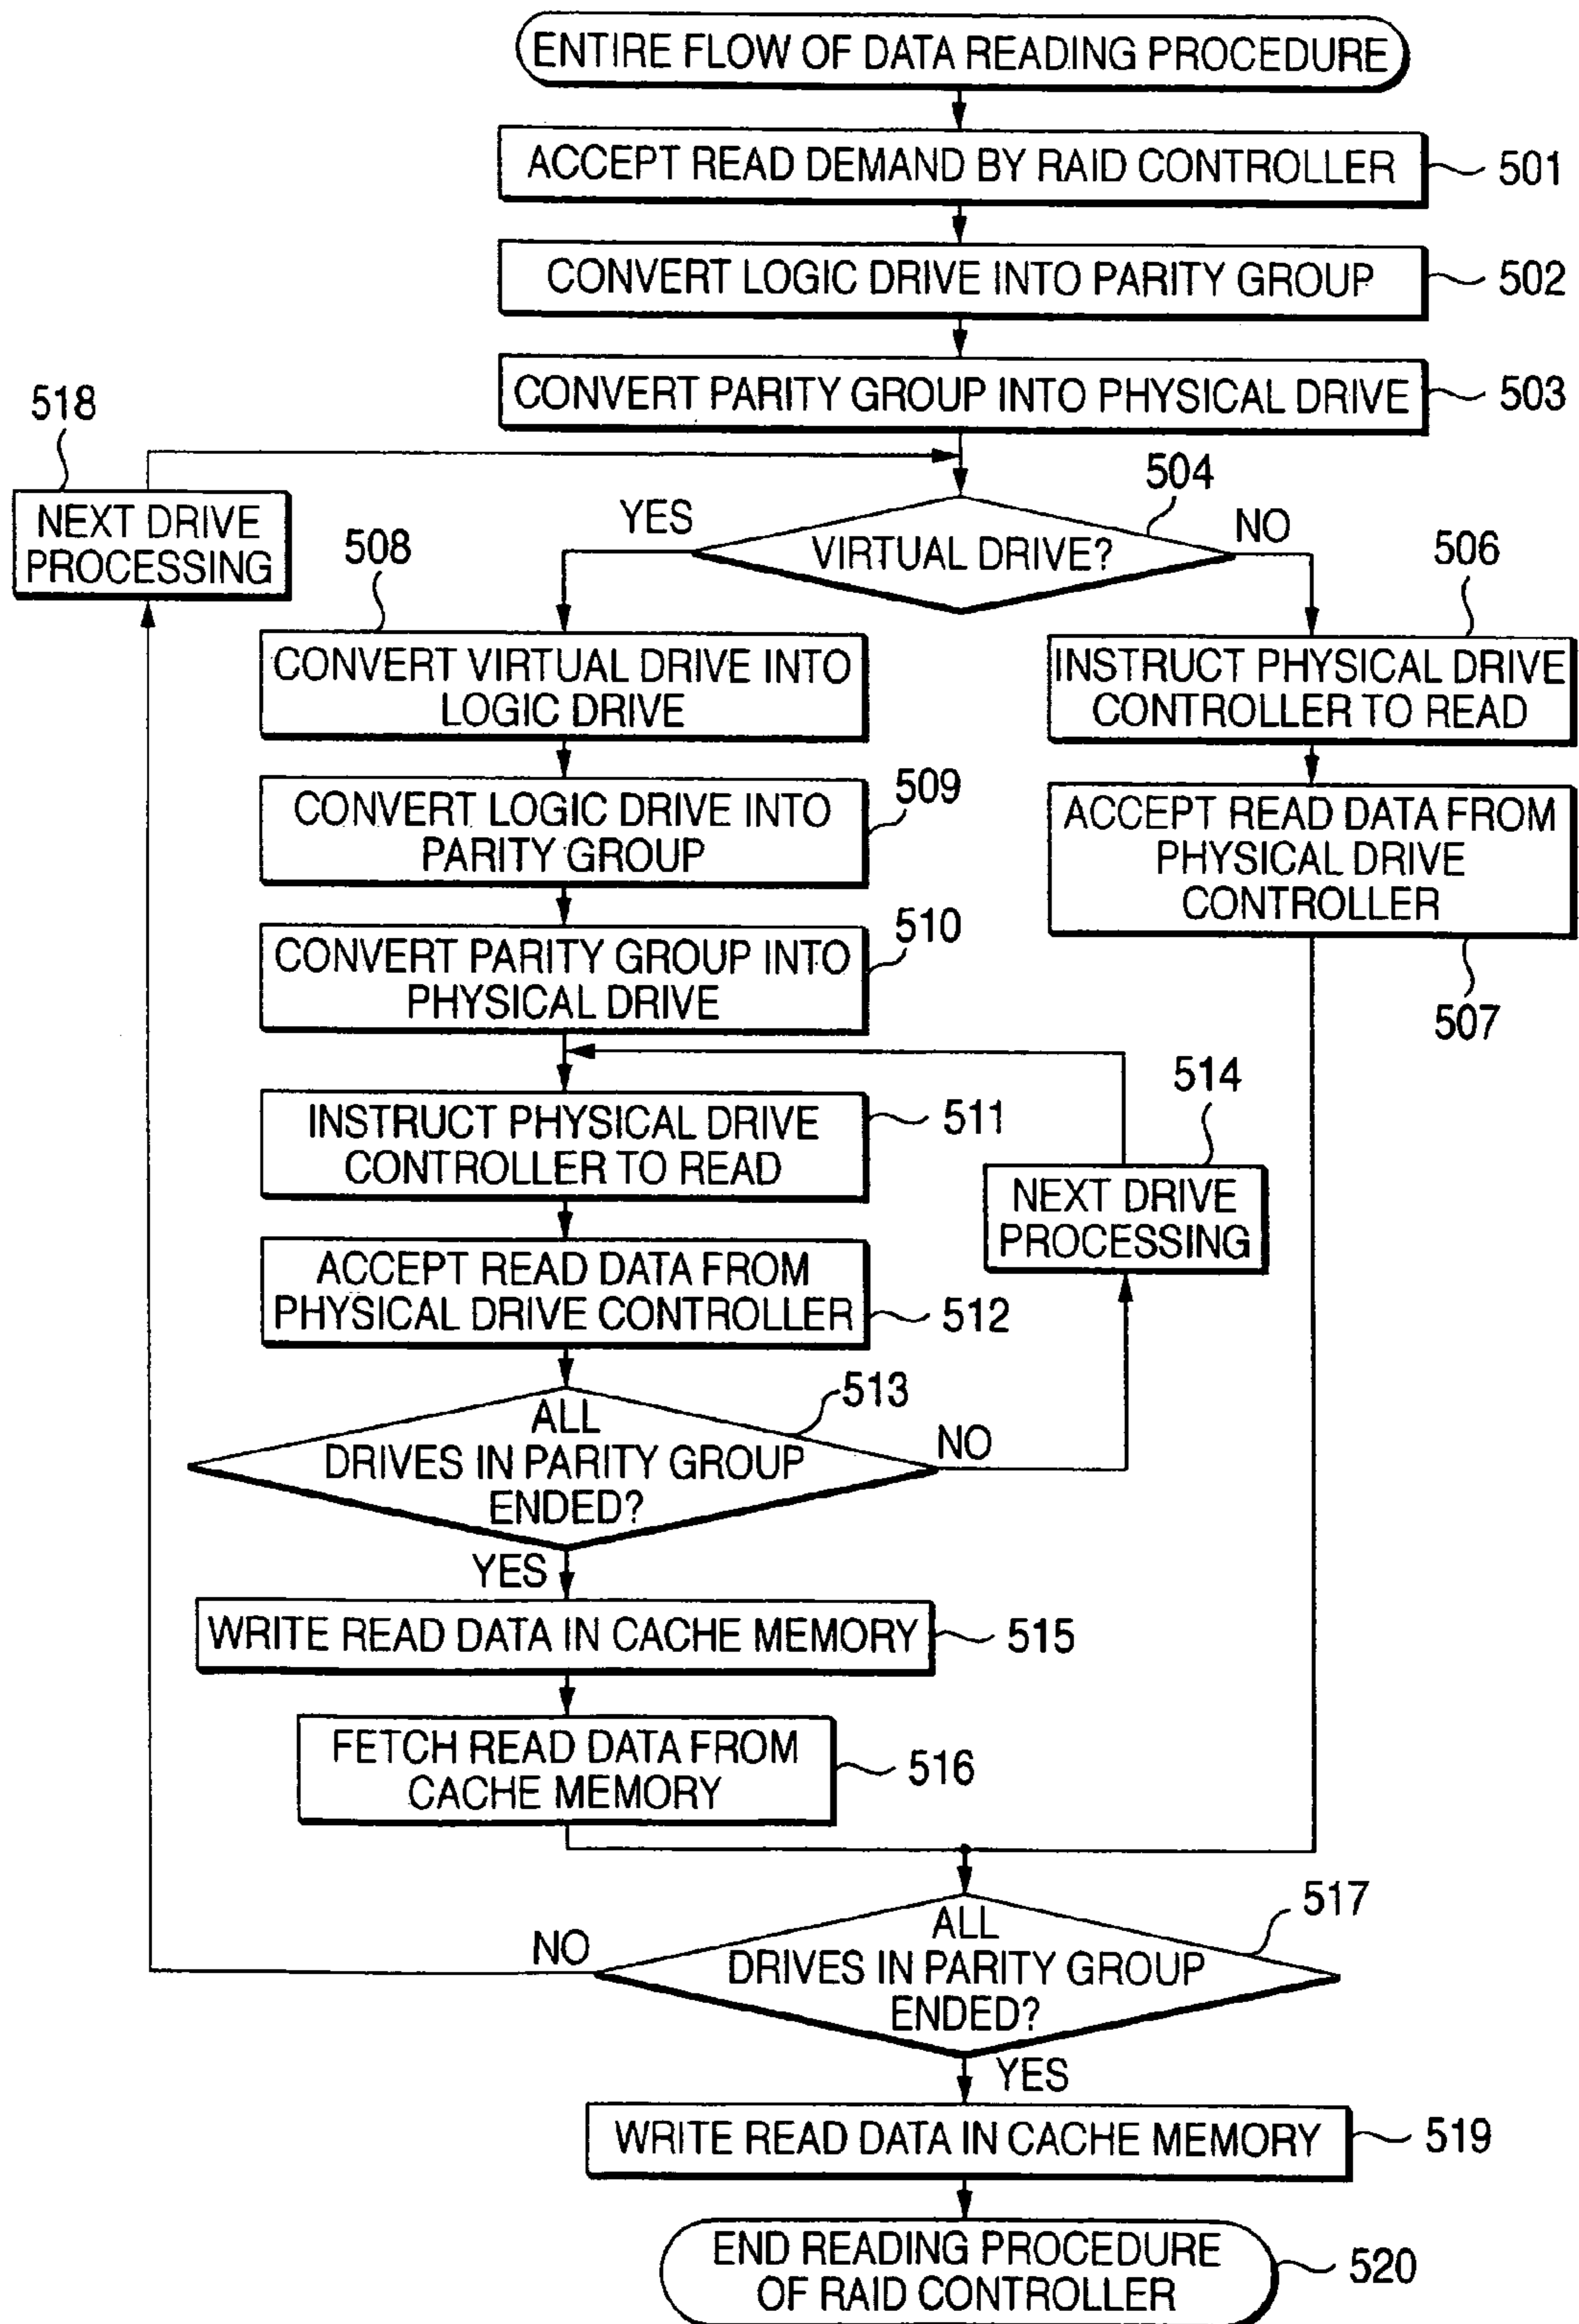 ENTIRE FLOW OF DATA READING PROCEDURE
ACCEPT READ DEMAND BY RAID CONTROLLER
501
CONVERT LOGIC DRIVE INTO PARITY GROUP
502
CONVERT PARITY GROUP INTO PHYSICAL DRIVE
503
518
NEXT DRIVE
PROCESSING
504
YES
VIRTUAL DRIVE?
NO
508
CONVERT VIRTUAL DRIVE INTO
LOGIC DRIVE
506
INSTRUCT PHYSICAL DRIVE
CONTROLLER TO READ
509
CONVERT LOGIC DRIVE INTO
PARITY GROUP
ACCEPT READ DATA FROM
PHYSICAL DRIVE
CONTROLLER
507
510
CONVERT PARITY GROUP INTO
PHYSICAL DRIVE
INSTRUCT PHYSICAL DRIVE
CONTROLLER TO READ
511
514
NEXT DRIVE
PROCESSING
ACCEPT READ DATA FROM
PHYSICAL DRIVE CONTROLLER
512
513
ALL
DRIVES IN PARITY GROUP
ENDED?
NO
YES
WRITE READ DATA IN CACHE MEMORY
515
FETCH READ DATA FROM
CACHE MEMORY
516
517
ALL
DRIVES IN PARITY GROUP
ENDED?
NO
YES
WRITE READ DATA IN CACHE MEMORY
519
END READING PROCEDURE
OF RAID CONTROLLER
520